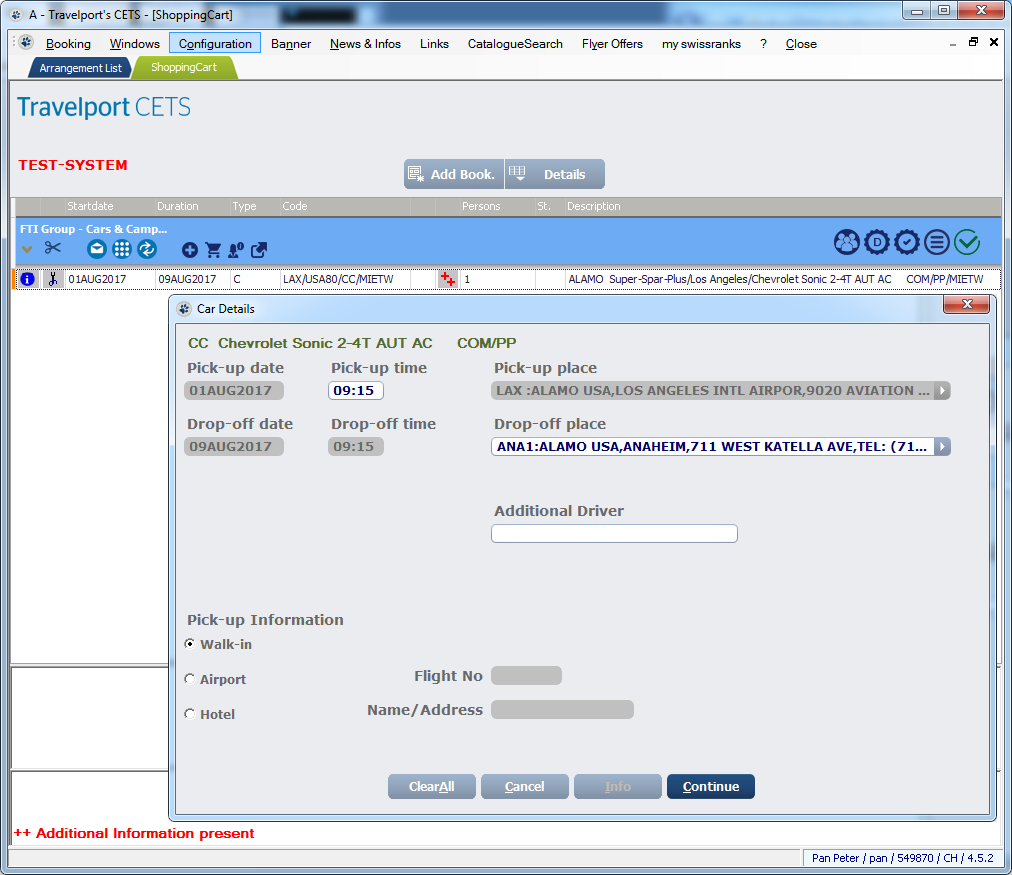 A - Travelport's CETS - [ShoppingCart]
Booking Windows Configuration Banner News & Infos Links CatalogueSearch Flyer Offers my swissranks ? Close
Arrangement List ShoppingCart
Travelport CETS
TEST-SYSTEM
Add Book. Details
Startdate Duration Type Code Persons St. Description
FTI Group - Cars & Camp...
D
01AUG2017 09AUG2017 C LAX/USA80/CC/MIETW 1 ALAMO Super-Spar-Plus/Los Angeles/Chevrolet Sonic 2-4T AUT AC COM/PP/MIETW
Car Details
CC Chevrolet Sonic 2-4T AUT AC COM/PP
Pick-up date Pick-up time Pick-up place
01AUG2017 09:15 LAX :ALAMO USA,LOS ANGELES INTL AIRPOR,9020 AVIATION ...
Drop-off date Drop-off time Drop-off place
09AUG2017 09:15 ANA1:ALAMO USA,ANAHEIM,711 WEST KATELLA AVE,TEL: (71...
Additional Driver
Pick-up Information
Walk-in
Airport Flight No
Hotel Name/Address
ClearAll Cancel Info Continue
++ Additional Information present
Pan Peter / pan / 549870 / CH / 4.5.2